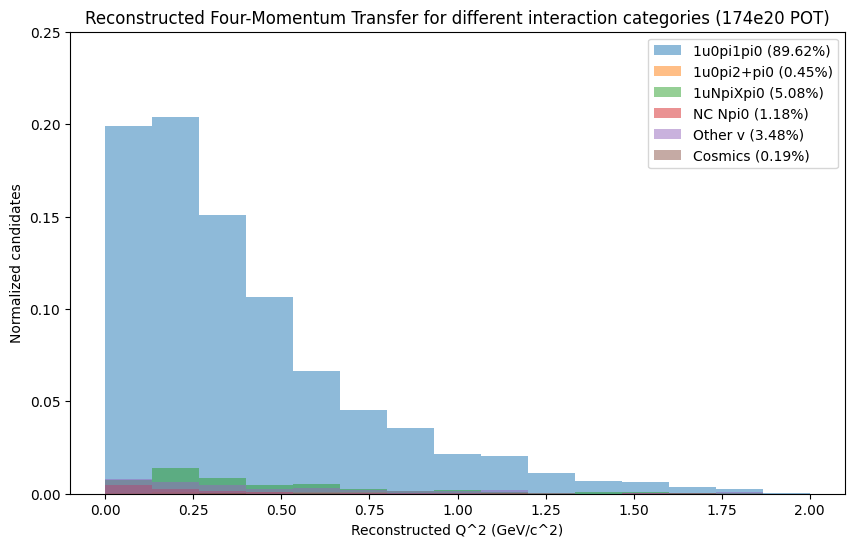 Reconstructed Four-Momentum Transfer for different interaction categories (174e20 POT)
0.25
0.20
0.15
0.10
0.05
0.00
Normalized candidates
1u0pi1pi0 (89.62%)
1u0pi2+pi0 (0.45%)
1uNpiXpi0 (5.08%)
NC Npi0 (1.18%)
Other v (3.48%)
Cosmics (0.19%)
0.00 0.25 0.50 0.75 1.00 1.25 1.50 1.75 2.00
Reconstructed Q^2 (GeV/c^2)